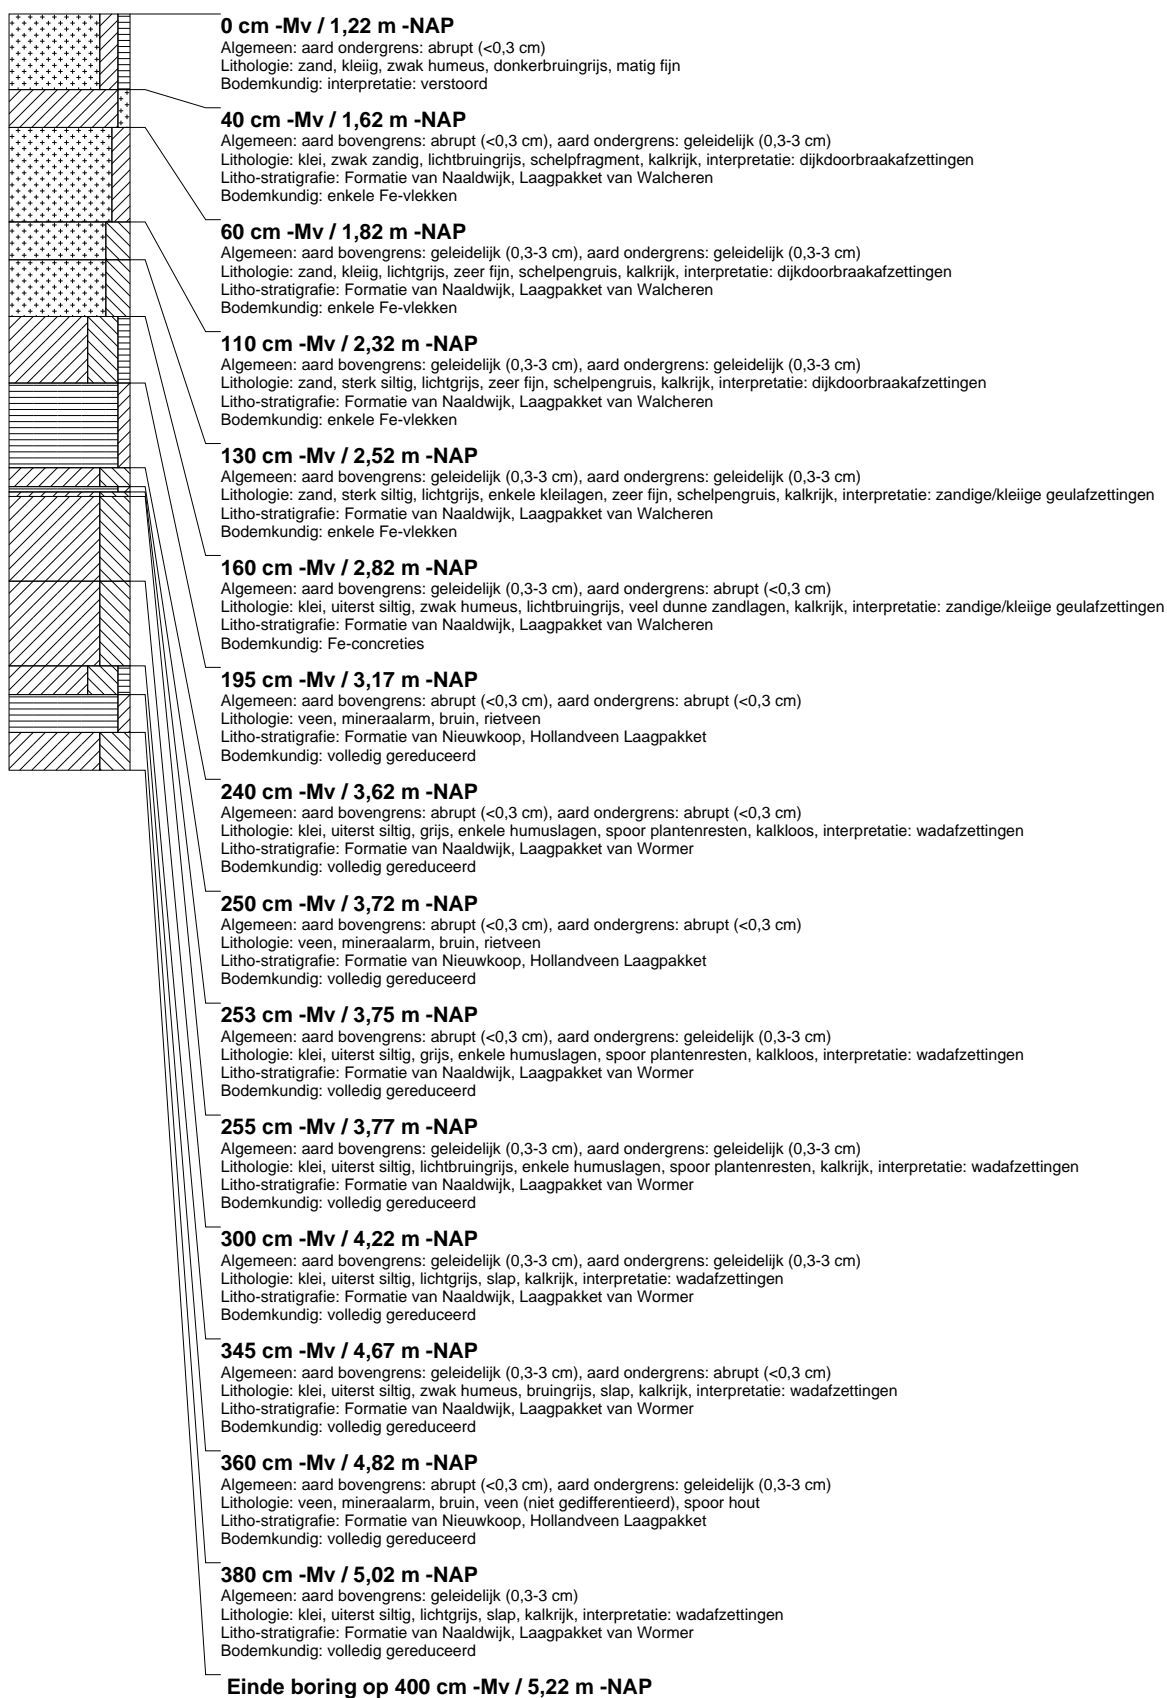 0 cm -Mv / 1,22 m -NAP
Algemeen: aard ondergrens: abrupt (<0,3 cm)
Lithologie: zand, kleiig, zwak humeus, donkerbruingrijs, matig fijn
Bodemkundig: interpretatie: verstoord
40 cm -Mv / 1,62 m -NAP
Algemeen: aard bovengrens: abrupt (<0,3 cm), aard ondergrens: geleidelijk (0,3-3 cm)
Lithologie: klei, zwak zandig, lichtbruingrijs, schelpfragment, kalkrijk, interpretatie: dijkdoorbraakafzettingen
Litho-stratigrafie: Formatie van Naaldwijk, Laagpakket van Walcheren
Bodemkundig: enkele Fe-vlekken
60 cm -Mv / 1,82 m -NAP
Algemeen: aard bovengrens: geleidelijk (0,3-3 cm), aard ondergrens: geleidelijk (0,3-3 cm)
Lithologie: zand, kleiig, lichtgrijs, zeer fijn, schelpengruis, kalkrijk, interpretatie: dijkdoorbraakafzettingen
Litho-stratigrafie: Formatie van Naaldwijk, Laagpakket van Walcheren
Bodemkundig: enkele Fe-vlekken
110 cm -Mv / 2,32 m -NAP
Algemeen: aard bovengrens: geleidelijk (0,3-3 cm), aard ondergrens: geleidelijk (0,3-3 cm)
Lithologie: zand, sterk siltig, lichtgrijs, zeer fijn, schelpengruis, kalkrijk, interpretatie: dijkdoorbraakafzettingen
Litho-stratigrafie: Formatie van Naaldwijk, Laagpakket van Walcheren
Bodemkundig: enkele Fe-vlekken
130 cm -Mv / 2,52 m -NAP
Algemeen: aard bovengrens: geleidelijk (0,3-3 cm), aard ondergrens: geleidelijk (0,3-3 cm)
Lithologie: zand, sterk siltig, lichtgrijs, enkele kleilagen, zeer fijn, schelpengruis, kalkrijk, interpretatie: zandige/kleiige geulafzettingen
Litho-stratigrafie: Formatie van Naaldwijk, Laagpakket van Walcheren
Bodemkundig: enkele Fe-vlekken
160 cm -Mv / 2,82 m -NAP
Algemeen: aard bovengrens: geleidelijk (0,3-3 cm), aard ondergrens: abrupt (<0,3 cm)
Lithologie: klei, uiterst siltig, zwak humeus, lichtbruingrijs, veel dunne zandlagen, kalkrijk, interpretatie: zandige/kleiige geulafzettingen
Litho-stratigrafie: Formatie van Naaldwijk, Laagpakket van Walcheren
Bodemkundig: Fe-concreties
195 cm -Mv / 3,17 m -NAP
Algemeen: aard bovengrens: abrupt (<0,3 cm), aard ondergrens: abrupt (<0,3 cm)
Lithologie: veen, mineraalarm, bruin, rietveen
Litho-stratigrafie: Formatie van Nieuwkoop, Hollandveen Laagpakket
Bodemkundig: volledig gereduceerd
240 cm -Mv / 3,62 m -NAP
Algemeen: aard bovengrens: abrupt (<0,3 cm), aard ondergrens: abrupt (<0,3 cm)
Lithologie: klei, uiterst siltig, grijs, enkele humuslagen, spoor plantenresten, kalkloos, interpretatie: wadafzettingen
Litho-stratigrafie: Formatie van Naaldwijk, Laagpakket van Wormer
Bodemkundig: volledig gereduceerd
250 cm -Mv / 3,72 m -NAP
Algemeen: aard bovengrens: abrupt (<0,3 cm), aard ondergrens: abrupt (<0,3 cm)
Lithologie: veen, mineraalarm, bruin, rietveen
Litho-stratigrafie: Formatie van Nieuwkoop, Hollandveen Laagpakket
Bodemkundig: volledig gereduceerd
253 cm -Mv / 3,75 m -NAP
Algemeen: aard bovengrens: abrupt (<0,3 cm), aard ondergrens: geleidelijk (0,3-3 cm)
Lithologie: klei, uiterst siltig, grijs, enkele humuslagen, spoor plantenresten, kalkloos, interpretatie: wadafzettingen
Litho-stratigrafie: Formatie van Naaldwijk, Laagpakket van Wormer
Bodemkundig: volledig gereduceerd
255 cm -Mv / 3,77 m -NAP
Algemeen: aard bovengrens: geleidelijk (0,3-3 cm), aard ondergrens: geleidelijk (0,3-3 cm)
Lithologie: klei, uiterst siltig, lichtbruingrijs, enkele humuslagen, spoor plantenresten, kalkrijk, interpretatie: wadafzettingen
Litho-stratigrafie: Formatie van Naaldwijk, Laagpakket van Wormer
Bodemkundig: volledig gereduceerd
300 cm -Mv / 4,22 m -NAP
Algemeen: aard bovengrens: geleidelijk (0,3-3 cm), aard ondergrens: geleidelijk (0,3-3 cm)
Lithologie: klei, uiterst siltig, lichtgrijs, slap, kalkrijk, interpretatie: wadafzettingen
Litho-stratigrafie: Formatie van Naaldwijk, Laagpakket van Wormer
Bodemkundig: volledig gereduceerd
345 cm -Mv / 4,67 m -NAP
Algemeen: aard bovengrens: geleidelijk (0,3-3 cm), aard ondergrens: abrupt (<0,3 cm)
Lithologie: klei, uiterst siltig, zwak humeus, bruingrijs, slap, kalkrijk, interpretatie: wadafzettingen
Litho-stratigrafie: Formatie van Naaldwijk, Laagpakket van Wormer
Bodemkundig: volledig gereduceerd
360 cm -Mv / 4,82 m -NAP
Algemeen: aard bovengrens: abrupt (<0,3 cm), aard ondergrens: geleidelijk (0,3-3 cm)
Lithologie: veen, mineraalarm, bruin, veen (niet gedifferentieerd), spoor hout
Litho-stratigrafie: Formatie van Nieuwkoop, Hollandveen Laagpakket
Bodemkundig: volledig gereduceerd
380 cm -Mv / 5,02 m -NAP
Algemeen: aard bovengrens: geleidelijk (0,3-3 cm)
Lithologie: klei, uiterst siltig, lichtgrijs, slap, kalkrijk, interpretatie: wadafzettingen
Litho-stratigrafie: Formatie van Naaldwijk, Laagpakket van Wormer
Bodemkundig: volledig gereduceerd
Einde boring op 400 cm -Mv / 5,22 m -NAP